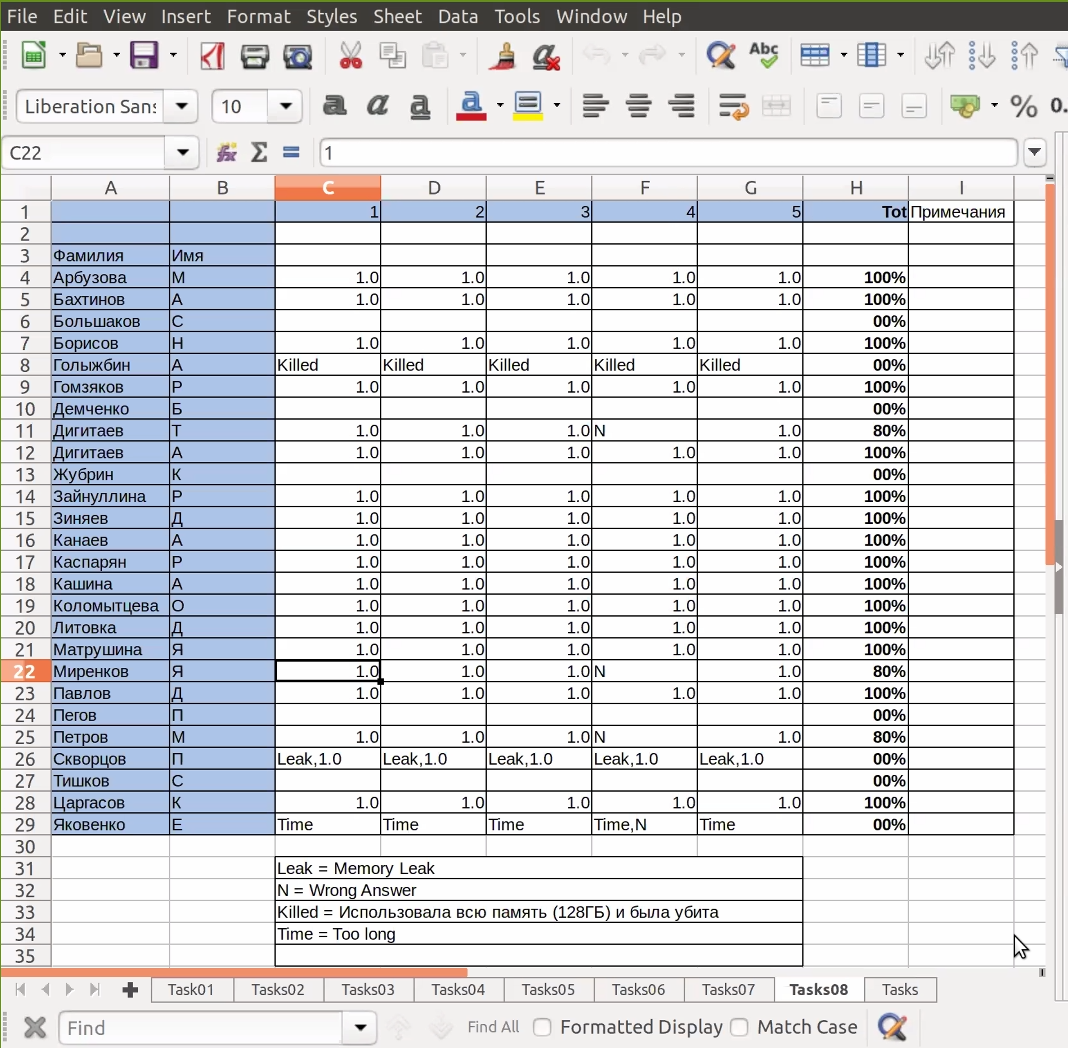 File Edit View Insert Format Styles Sheet Data Tools Window Help
Abc
Liberation Sans 10 a a a a % 0.
C22 fx Σ = 1
A B C D E F G H I
1 1 2 3 4 5 Tot Примечания
2
3 Фамилия Имя
4 Арбузова М 1.0 1.0 1.0 1.0 1.0 100%
5 Бахтинов А 1.0 1.0 1.0 1.0 1.0 100%
6 Большаков С 00%
7 Борисов Н 1.0 1.0 1.0 1.0 1.0 100%
8 Голыжбин А Killed Killed Killed Killed Killed 00%
9 Гомзяков Р 1.0 1.0 1.0 1.0 1.0 100%
10 Демченко Б 00%
11 Дигитаев Т 1.0 1.0 1.0 N 1.0 80%
12 Дигитаев А 1.0 1.0 1.0 1.0 1.0 100%
13 Жубрин К 00%
14 Зайнуллина Р 1.0 1.0 1.0 1.0 1.0 100%
15 Зиняев Д 1.0 1.0 1.0 1.0 1.0 100%
16 Канаев А 1.0 1.0 1.0 1.0 1.0 100%
17 Каспарян Р 1.0 1.0 1.0 1.0 1.0 100%
18 Кашина А 1.0 1.0 1.0 1.0 1.0 100%
19 Коломытцева О 1.0 1.0 1.0 1.0 1.0 100%
20 Литовка Д 1.0 1.0 1.0 1.0 1.0 100%
21 Матрушина Я 1.0 1.0 1.0 1.0 1.0 100%
22 Миренков Я 1.0 1.0 1.0 N 1.0 80%
23 Павлов Д 1.0 1.0 1.0 1.0 1.0 100%
24 Пегов П 00%
25 Петров М 1.0 1.0 1.0 N 1.0 80%
26 Скворцов П Leak,1.0 Leak,1.0 Leak,1.0 Leak,1.0 Leak,1.0 00%
27 Тишков С 00%
28 Царгасов К 1.0 1.0 1.0 1.0 1.0 100%
29 Яковенко Е Time Time Time Time,N Time 00%
30
31 Leak = Memory Leak
32 N = Wrong Answer
33 Killed = Использовала всю память (128ГБ) и была убита
34 Time = Too long
35
Task01 Tasks02 Tasks03 Tasks04 Tasks05 Tasks06 Tasks07 Tasks08 Tasks
Find Find All Formatted Display Match Case